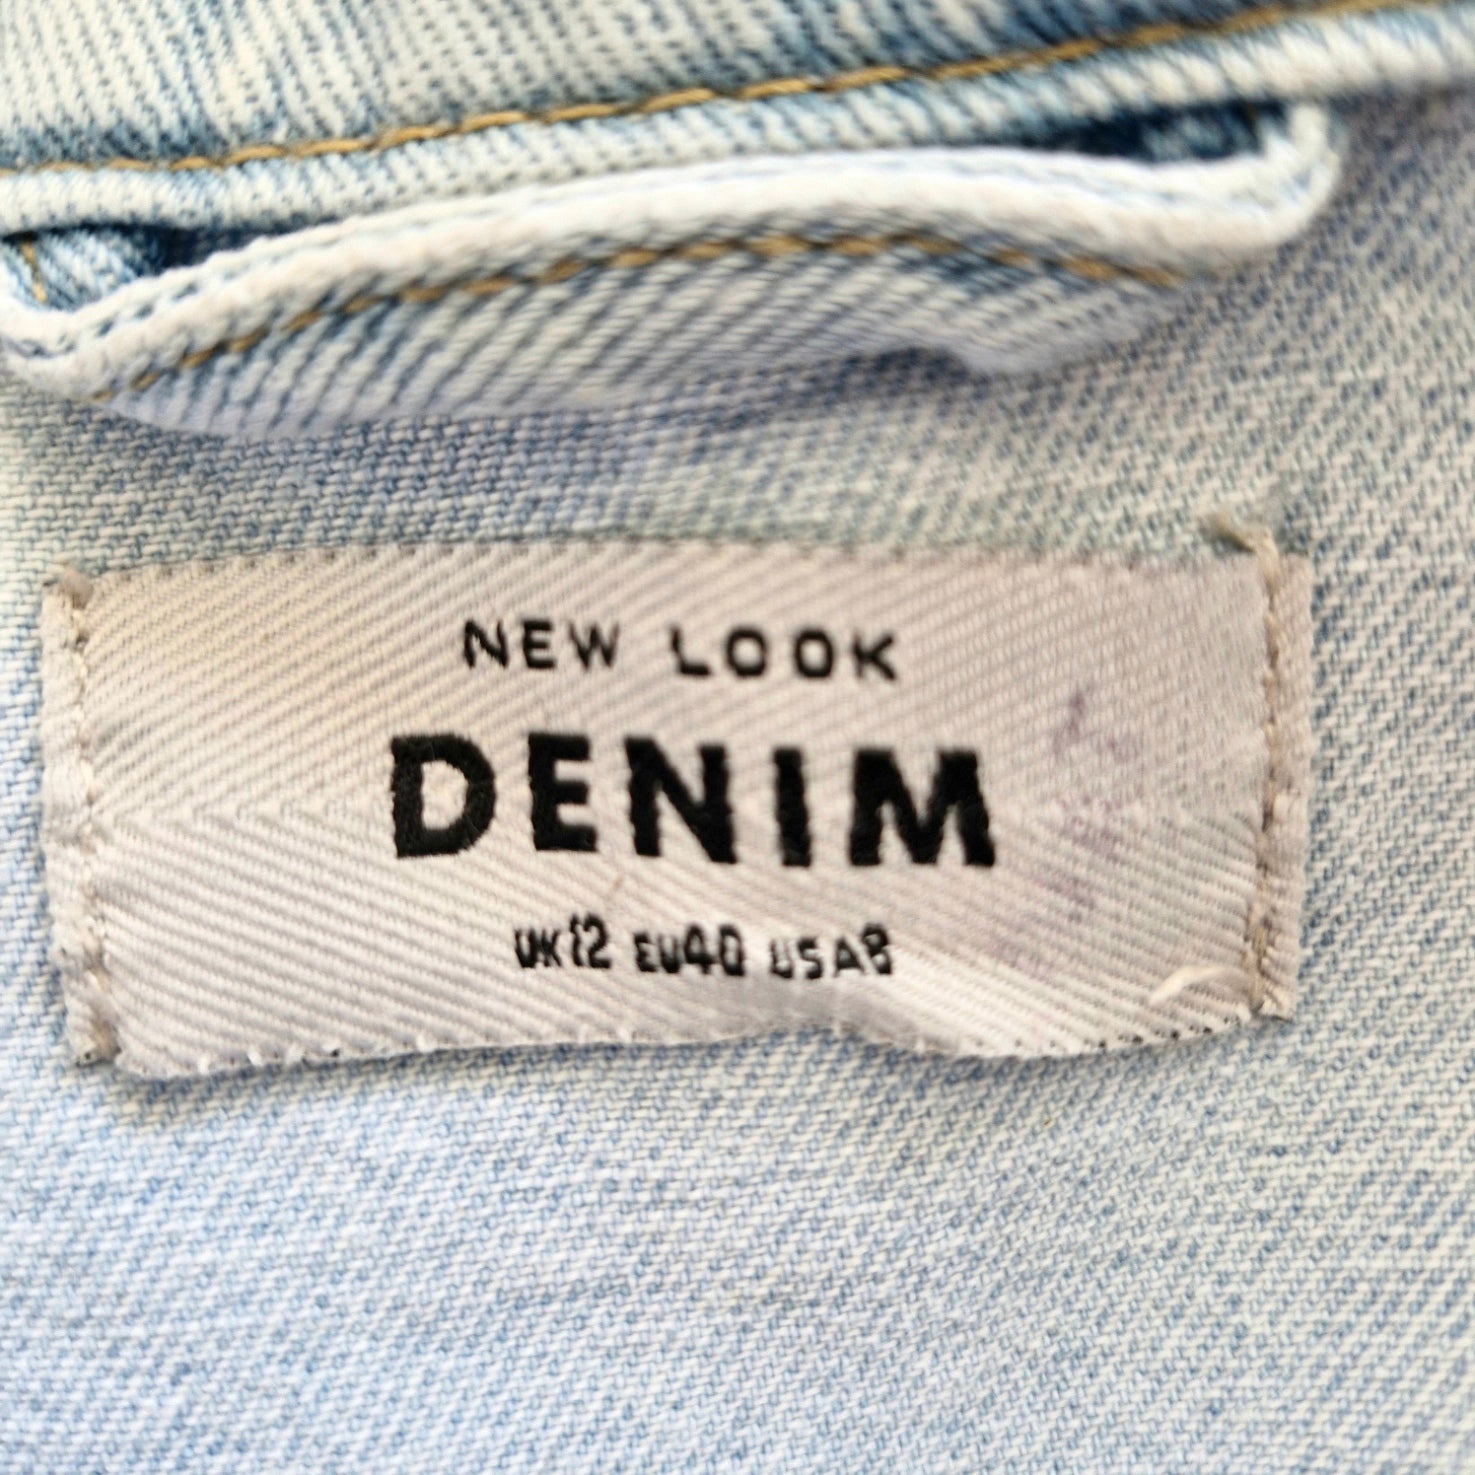 NEW LOOK
DENIM
UK12 EU40 USA8